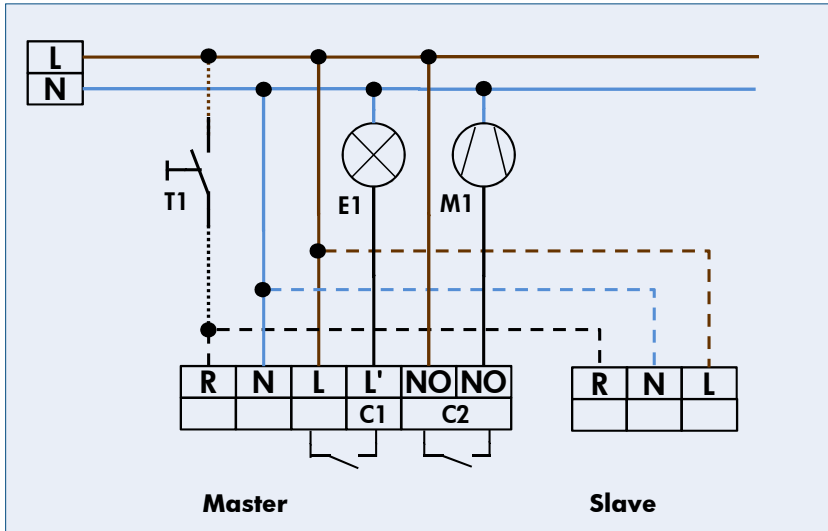 L
N
T1
E1
M1
R N L L' NO NO
C1 C2
R N L
Master
Slave